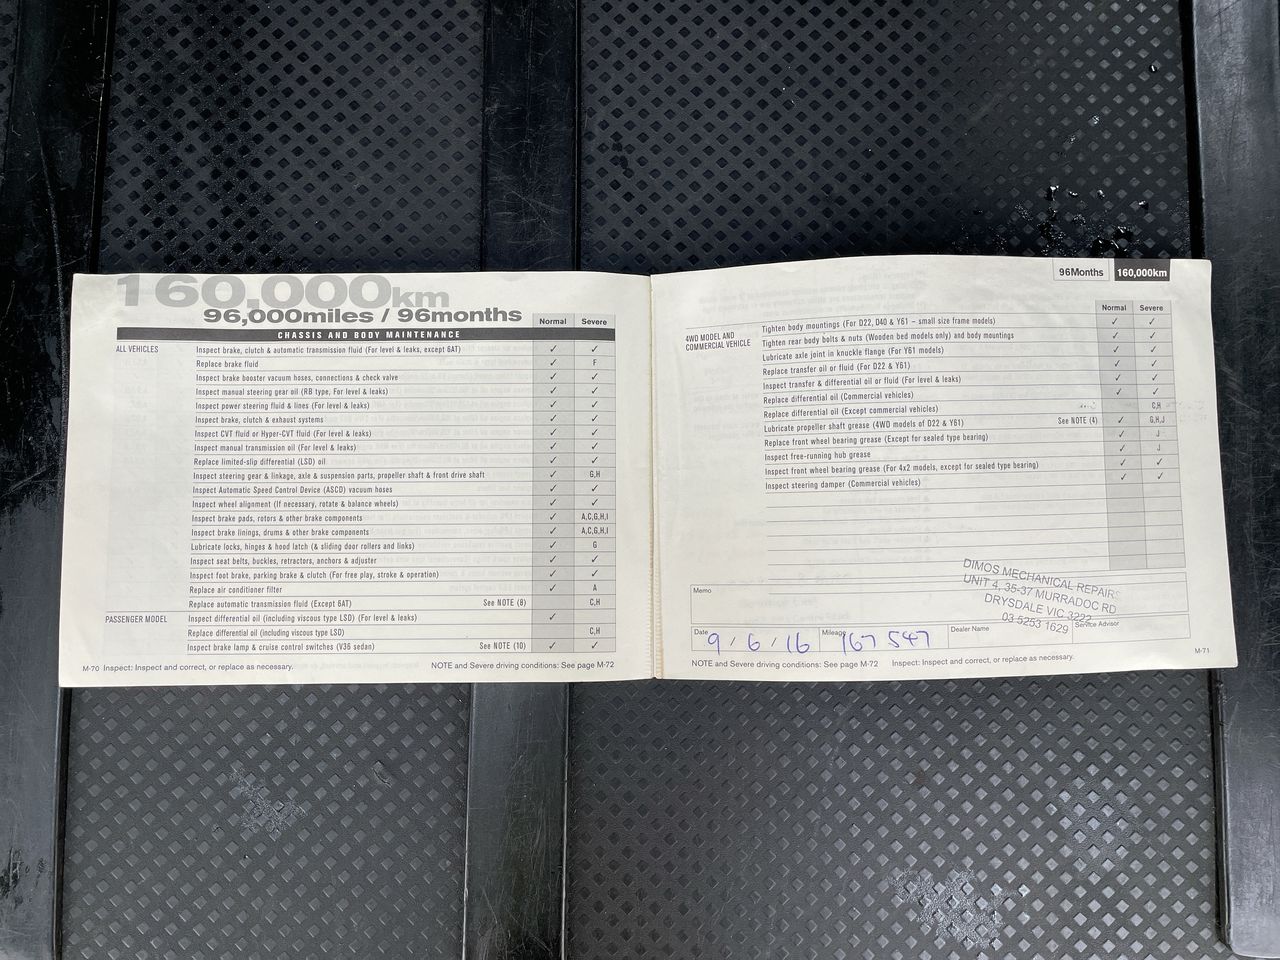 160,000km
96,000miles / 96months
Normal Severe
CHASSIS AND BODY MAINTENANCE
ALL VEHICLES Inspect brake, clutch & automatic transmission fluid (For level & leaks, except 6AT) ✓ ✓
Replace brake fluid ✓ F
Inspect brake booster vacuum hoses, connections & check valve ✓ ✓
Inspect manual steering gear oil (RB type, For level & leaks) ✓ ✓
Inspect power steering fluid & lines (For level & leaks) ✓ ✓
Inspect brake, clutch & exhaust systems ✓ ✓
Inspect CVT fluid or Hyper-CVT fluid (For level & leaks) ✓ ✓
Inspect manual transmission oil (For level & leaks) ✓ ✓
Replace limited-slip differential (LSD) oil ✓ ✓
Inspect steering gear & linkage, axle & suspension parts, propeller shaft & front drive shaft ✓ G,H
Inspect Automatic Speed Control Device (ASCD) vacuum hoses ✓ ✓
Inspect wheel alignment (If necessary, rotate & balance wheels) ✓ ✓
Inspect brake pads, rotors & other brake components ✓ A,C,G,H,I
Inspect brake linings, drums & other brake components ✓ A,C,G,H,I
Lubricate locks, hinges & hood latch (& sliding door rollers and links) ✓ G
Inspect seat belts, buckles, retractors, anchors & adjuster ✓ ✓
Inspect foot brake, parking brake & clutch (For free play, stroke & operation) ✓ ✓
Replace air conditioner filter ✓ A
Replace automatic transmission fluid (Except 6AT) See NOTE (8) C,H
PASSENGER MODEL Inspect differential oil (including viscous type LSD) (For level & leaks) ✓
Replace differential oil (including viscous type LSD) C,H
Inspect brake lamp & cruise control switches (V36 sedan) See NOTE (10) ✓ ✓
M-70 Inspect: Inspect and correct, or replace as necessary. NOTE and Severe driving conditions: See page M-72
96Months 160,000km
Normal Severe
4WD MODEL AND COMMERCIAL VEHICLE Tighten body mountings (For D22, D40 & Y61 – small size frame models) ✓ ✓
Tighten rear body bolts & nuts (Wooden bed models only) and body mountings ✓ ✓
Lubricate axle joint in knuckle flange (For Y61 models) ✓ ✓
Replace transfer oil or fluid (For D22 & Y61) ✓ ✓
Inspect transfer & differential oil or fluid (For level & leaks) ✓ ✓
Replace differential oil (Commercial vehicles) ✓ ✓
Replace differential oil (Except commercial vehicles) C,H
Lubricate propeller shaft grease (4WD models of D22 & Y61) See NOTE (4) ✓ G,H,J
Replace front wheel bearing grease (Except for sealed type bearing) ✓ J
Inspect free-running hub grease ✓ J
Inspect front wheel bearing grease (For 4x2 models, except for sealed type bearing) ✓ ✓
Inspect steering damper (Commercial vehicles) ✓ ✓
Memo
DIMOS MECHANICAL REPAIRS
UNIT 4, 35-37 MURRADOC RD
DRYSDALE VIC 3222
03 5253 1629
Date 9 / 6 / 16 Mileage 167 547 Dealer Name Service Advisor
NOTE and Severe driving conditions: See page M-72 Inspect: Inspect and correct, or replace as necessary. M-71